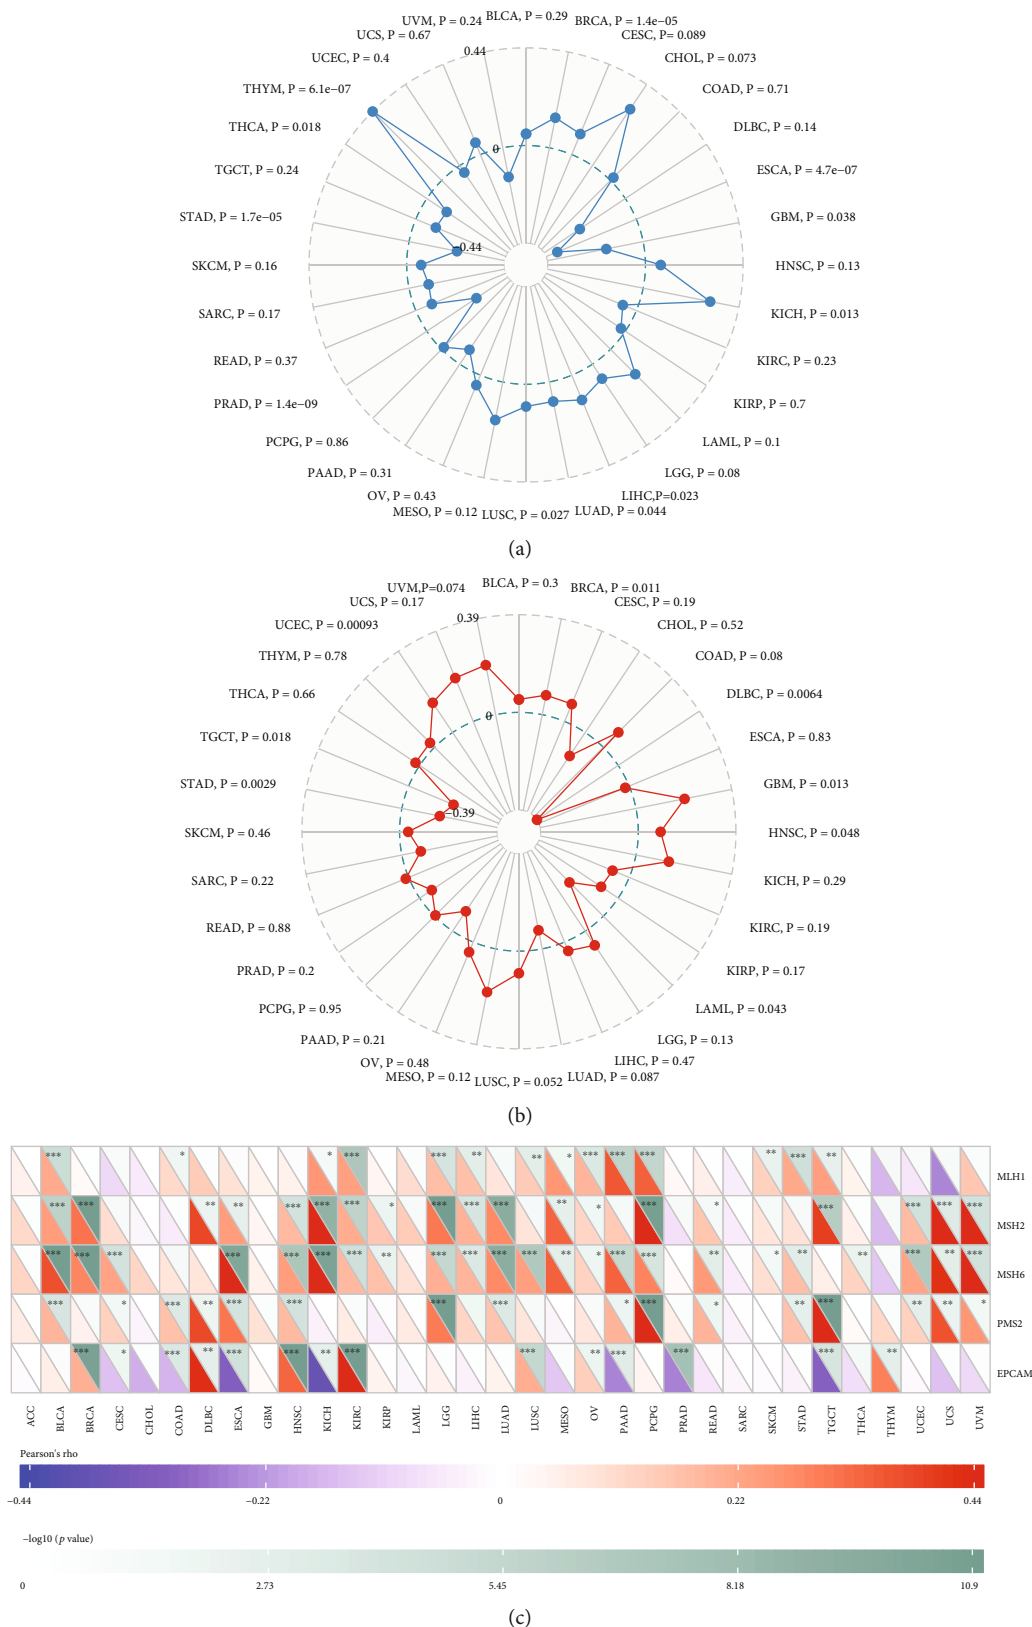 UVM, P = 0.24
BLCA, P = 0.29
BRCA, P = 1.4e−05
UCS, P = 0.67
CESC, P= 0.089
0.44
UCEC, P = 0.4
CHOL, P = 0.073
THYM, P = 6.1e−07
COAD, P = 0.71
THCA, P = 0.018
DLBC, P = 0.14
0
TGCT, P = 0.24
ESCA, P = 4.7e−07
STAD, P = 1.7e−05
GBM, P = 0.038
−0.44
SKCM, P = 0.16
HNSC, P = 0.13
SARC, P = 0.17
KICH, P = 0.013
READ, P = 0.37
KIRC, P = 0.23
PRAD, P = 1.4e−09
KIRP, P = 0.7
PCPG, P = 0.86
LAML, P = 0.1
PAAD, P = 0.31
LGG, P = 0.08
OV, P = 0.43
LIHC,P=0.023
MESO, P = 0.12
LUSC, P = 0.027
LUAD, P = 0.044
(a)
UVM,P=0.074
BLCA, P = 0.3
BRCA, P = 0.011
UCS, P = 0.17
CESC, P = 0.19
0.39
UCEC, P = 0.00093
CHOL, P = 0.52
THYM, P = 0.78
COAD, P = 0.08
THCA, P = 0.66
DLBC, P = 0.0064
0
TGCT, P = 0.018
ESCA, P = 0.83
STAD, P = 0.0029
GBM, P = 0.013
−0.39
SKCM, P = 0.46
HNSC, P = 0.048
SARC, P = 0.22
KICH, P = 0.29
READ, P = 0.88
KIRC, P = 0.19
PRAD, P = 0.2
KIRP, P = 0.17
PCPG, P = 0.95
LAML, P = 0.043
PAAD, P = 0.21
LGG, P = 0.13
OV, P = 0.48
LIHC, P = 0.47
MESO, P = 0.12
LUSC, P = 0.052
LUAD, P = 0.087
(b)
*** * * *** *** ** ** * *** *** *** ** *** ** MLH1
*** *** ** ** *** *** *** * *** *** *** ** * *** * *** *** *** *** MSH2
*** *** *** *** *** *** *** ** *** *** *** *** ** * *** *** ** * ** ** *** ** *** MSH6
*** * *** ** *** *** *** *** * *** * ** *** ** ** * PMS2
*** * *** ** *** *** ** *** *** ** *** *** *** ** EPCAM
ACC BLCA BRCA CESC CHOL COAD DLBC ESCA GBM HNSC KICH KIRC KIRP LAML LGG LIHC LUAD LUSC MESO OV PAAD PCPG PRAD READ SARC SKCM STAD TGCT THCA THYM UCEC UCS UVM
Pearson's rho
−0.44 −0.22 0 0.22 0.44
−log10 (p value)
0 2.73 5.45 8.18 10.9
(c)